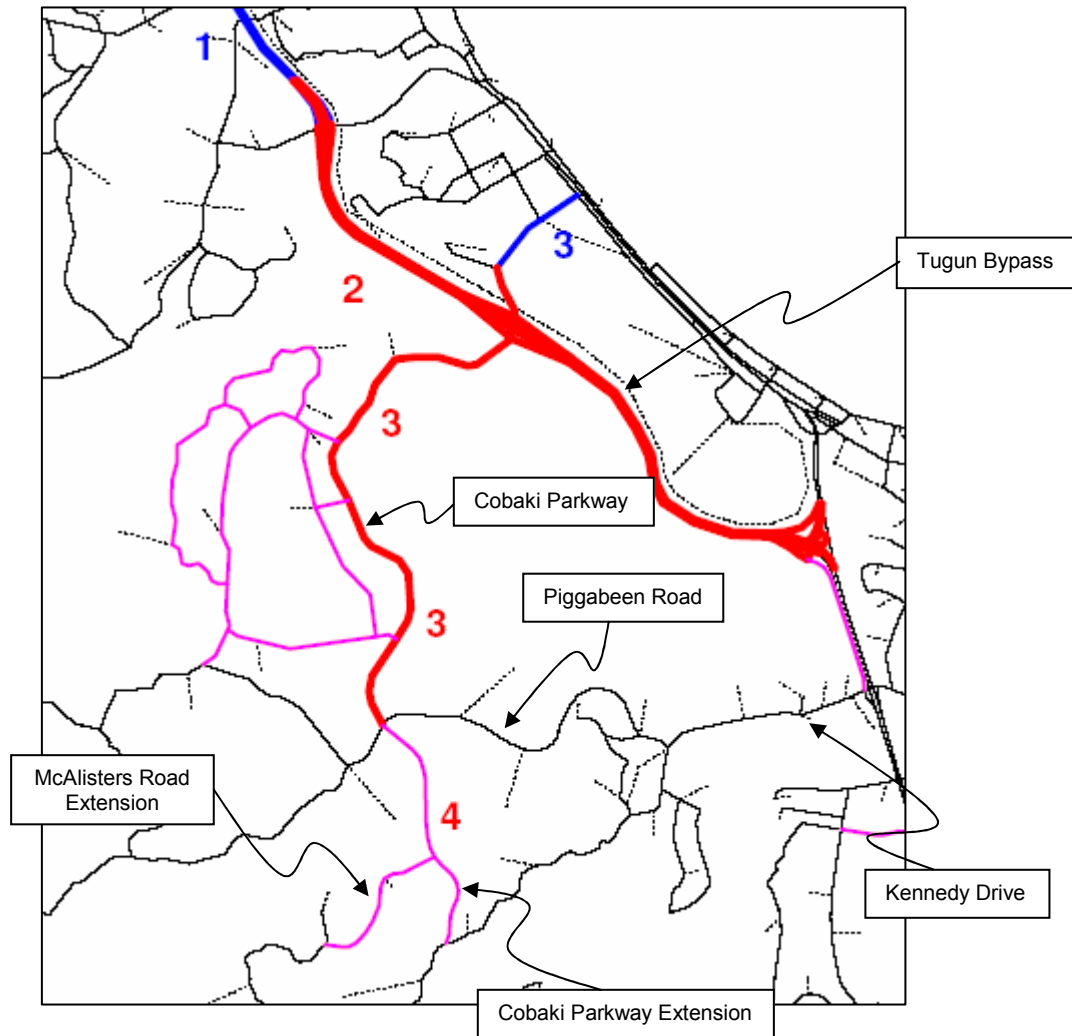 1
3
2
Tugun Bypass
3
Cobaki Parkway
Piggabeen Road
3
McAlisters Road
Extension
4
Kennedy Drive
Cobaki Parkway Extension